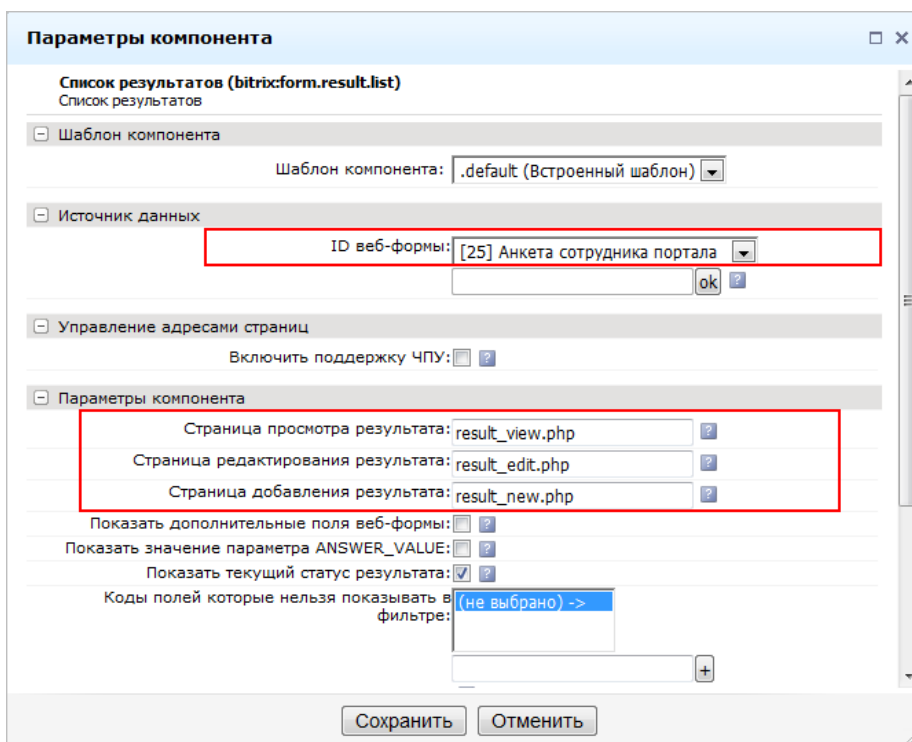 Параметры компонента
Список результатов (bitrix:form.result.list)
Список результатов
Шаблон компонента
Шаблон компонента: .default (Встроенный шаблон)
Источник данных
ID веб-формы: [25] Анкета сотрудника портала
ok ?
Управление адресами страниц
Включить поддержку ЧПУ: ?
Параметры компонента
Страница просмотра результата: result_view.php ?
Страница редактирования результата: result_edit.php ?
Страница добавления результата: result_new.php ?
Показать дополнительные поля веб-формы: ?
Показать значение параметра ANSWER_VALUE: ?
Показать текущий статус результата: ?
Коды полей которые нельзя показывать в (не выбрано) ->
фильтре:
+
Сохранить Отменить